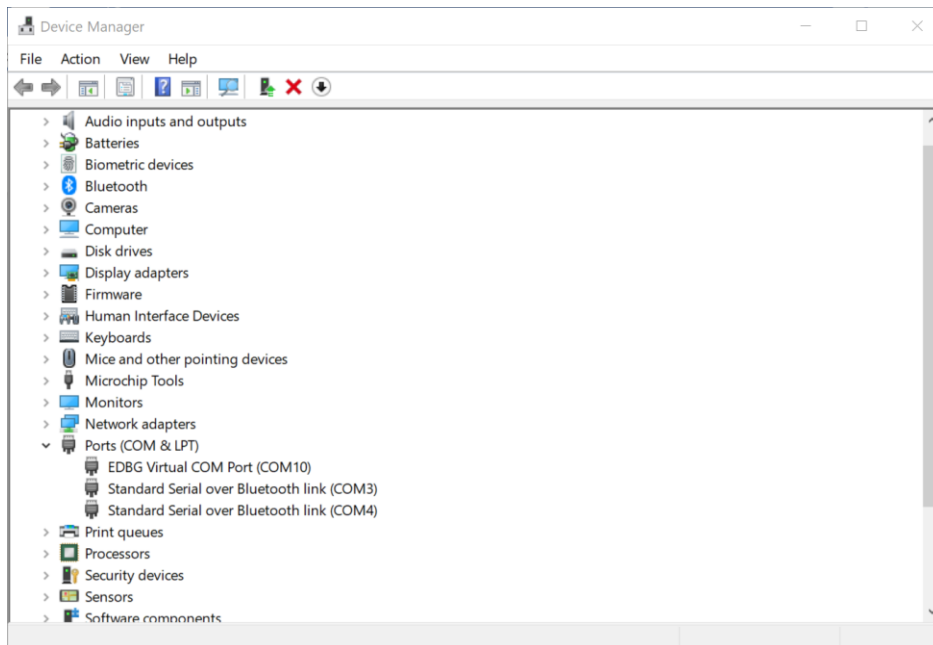 Device Manager
File Action View Help
Audio inputs and outputs
Batteries
Biometric devices
Bluetooth
Cameras
Computer
Disk drives
Display adapters
Firmware
Human Interface Devices
Keyboards
Mice and other pointing devices
Microchip Tools
Monitors
Network adapters
Ports (COM & LPT)
EDBG Virtual COM Port (COM10)
Standard Serial over Bluetooth link (COM3)
Standard Serial over Bluetooth link (COM4)
Print queues
Processors
Security devices
Sensors
Software components